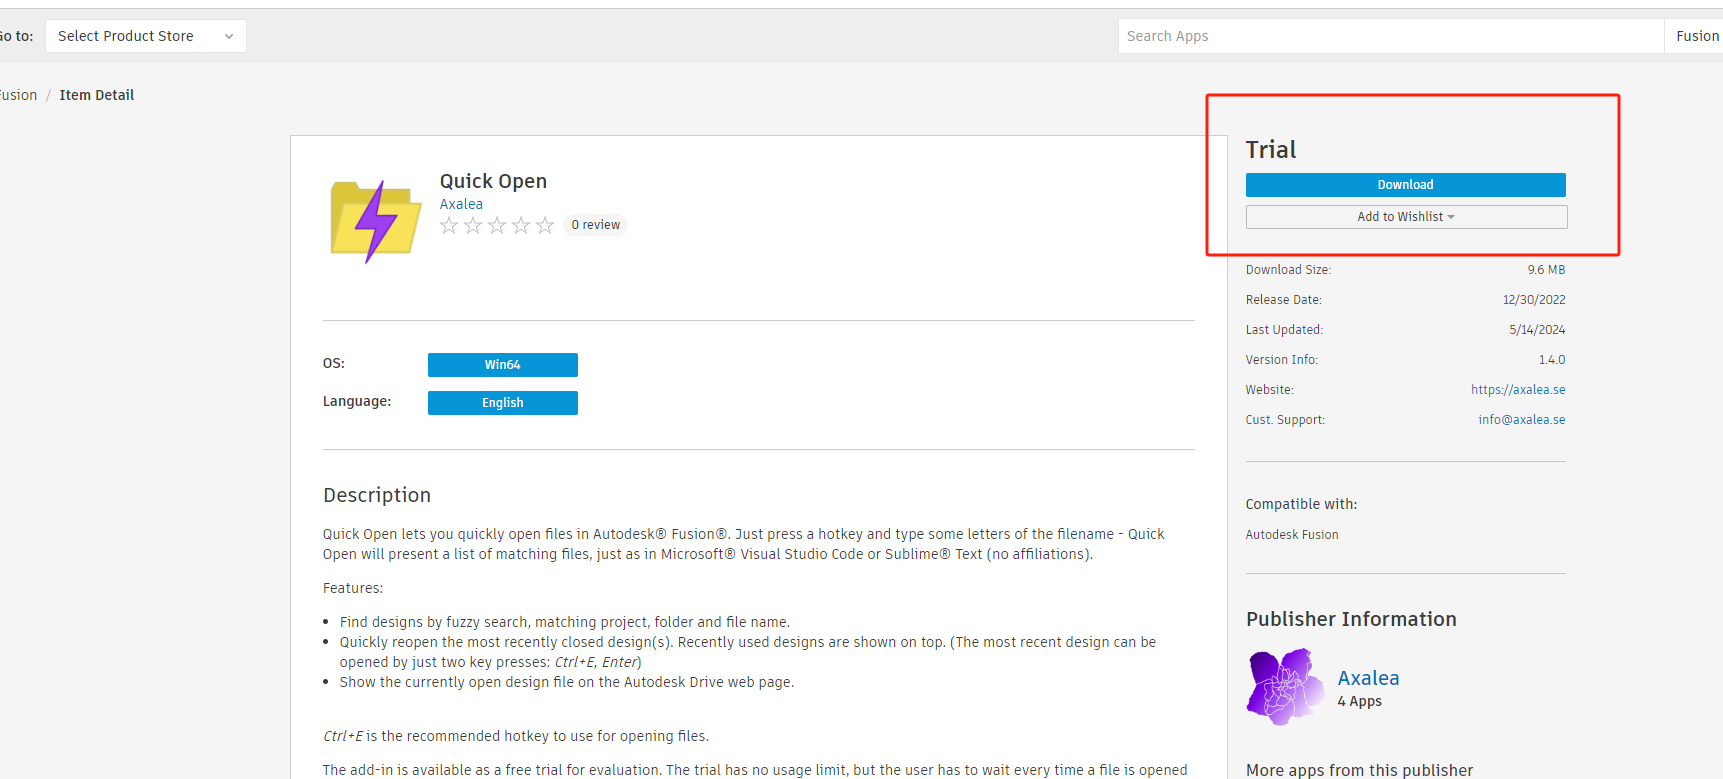 Go to:
Select Product Store
Search Apps
Fusion
Fusion / Item Detail
Quick Open
Axalea
0 review
OS:
Win64
Language:
English
Description
Quick Open lets you quickly open files in Autodesk® Fusion®. Just press a hotkey and type some letters of the filename - Quick
Open will present a list of matching files, just as in Microsoft® Visual Studio Code or Sublime® Text (no affiliations).
Features:
• Find designs by fuzzy search, matching project, folder and file name.
• Quickly reopen the most recently closed design(s). Recently used designs are shown on top. (The most recent design can be
opened by just two key presses: Ctrl+E, Enter)
• Show the currently open design file on the Autodesk Drive web page.
Ctrl+E is the recommended hotkey to use for opening files.
The add-in is available as a free trial for evaluation. The trial has no usage limit, but the user has to wait every time a file is opened
Trial
Download
Add to Wishlist
Download Size: 9.6 MB
Release Date: 12/30/2022
Last Updated: 5/14/2024
Version Info: 1.4.0
Website: https://axalea.se
Cust. Support: info@axalea.se
Compatible with:
Autodesk Fusion
Publisher Information
Axalea
4 Apps
More apps from this publisher